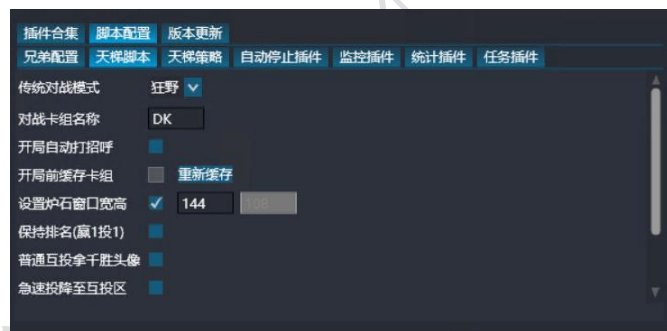 插件合集 脚本配置 版本更新
兄弟配置 天梯脚本 天梯策略 自动停止插件 监控插件 统计插件 任务插件
传统对战模式 狂野
对战卡组名称 DK
开局自动打招呼
开局前缓存卡组 重新缓存
设置炉石窗口宽高 144 108
保持排名(赢1投1)
普通互投拿千胜头像
急速投降至互投区